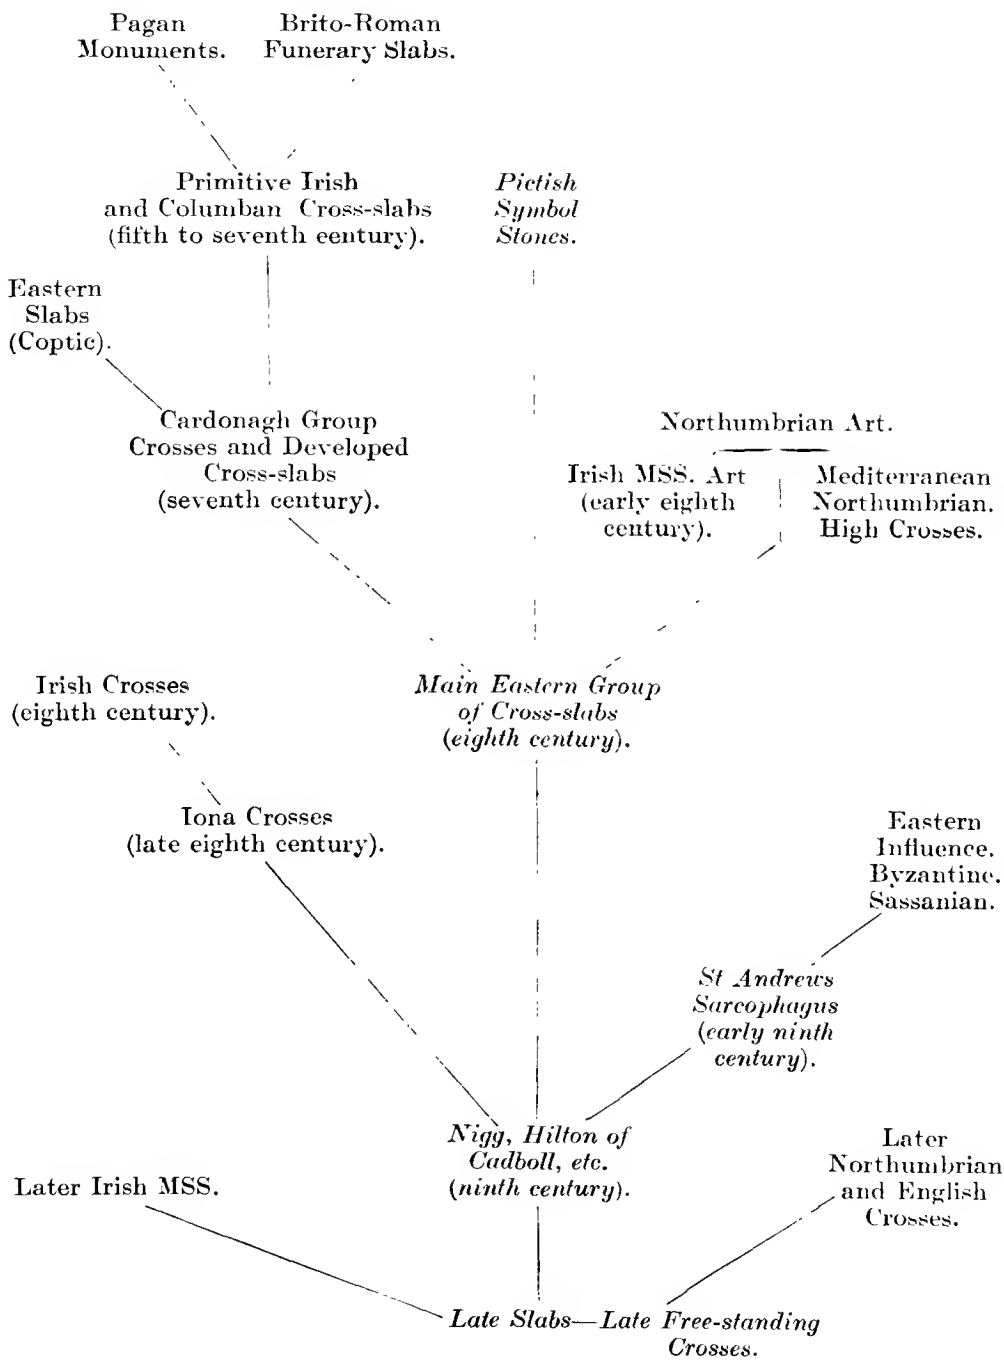 Pagan
Monuments.
Brito-Roman
Funerary Slabs.
Primitive Irish
and Columban Cross-slabs
(fifth to seventh century).
Pictish
Symbol
Stones.
Eastern
Slabs
(Coptic).
Cardonagh Group
Crosses and Developed
Cross-slabs
(seventh century).
Northumbrian Art.
Irish MSS. Art
(early eighth
century).
Mediterranean
Northumbrian.
High Crosses.
Irish Crosses
(eighth century).
Main Eastern Group
of Cross-slabs
(eighth century).
Iona Crosses
(late eighth century).
Eastern
Influence.
Byzantine.
Sassanian.
St Andrews
Sarcophagus
(early ninth
century).
Nigg, Hilton of
Cadboll, etc.
(ninth century).
Later Irish MSS.
Later
Northumbrian
and English
Crosses.
Late Slabs—Late Free-standing
Crosses.